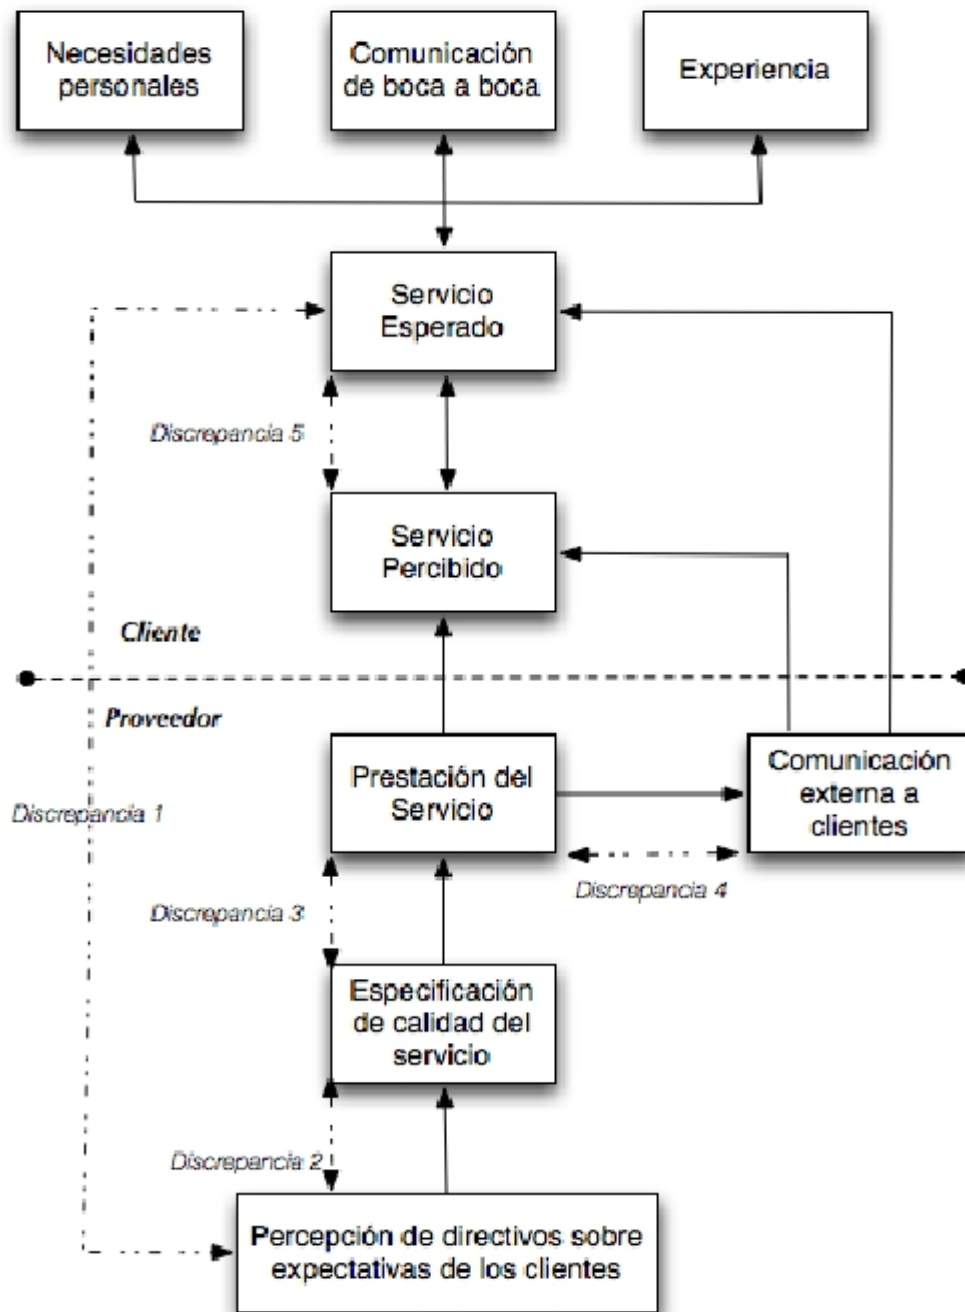 Necesidades
personales
Comunicación
de boca a boca
Experiencia
Servicio
Esperado
Discrepancia 5
Servicio
Percibido
Cliente
Proveedor
Prestación del
Servicio
Comunicación
externa a
clientes
Discrepancia 1
Discrepancia 4
Discrepancia 3
Especificación
de calidad del
servicio
Discrepancia 2
Percepción de directivos sobre
expectativas de los clientes